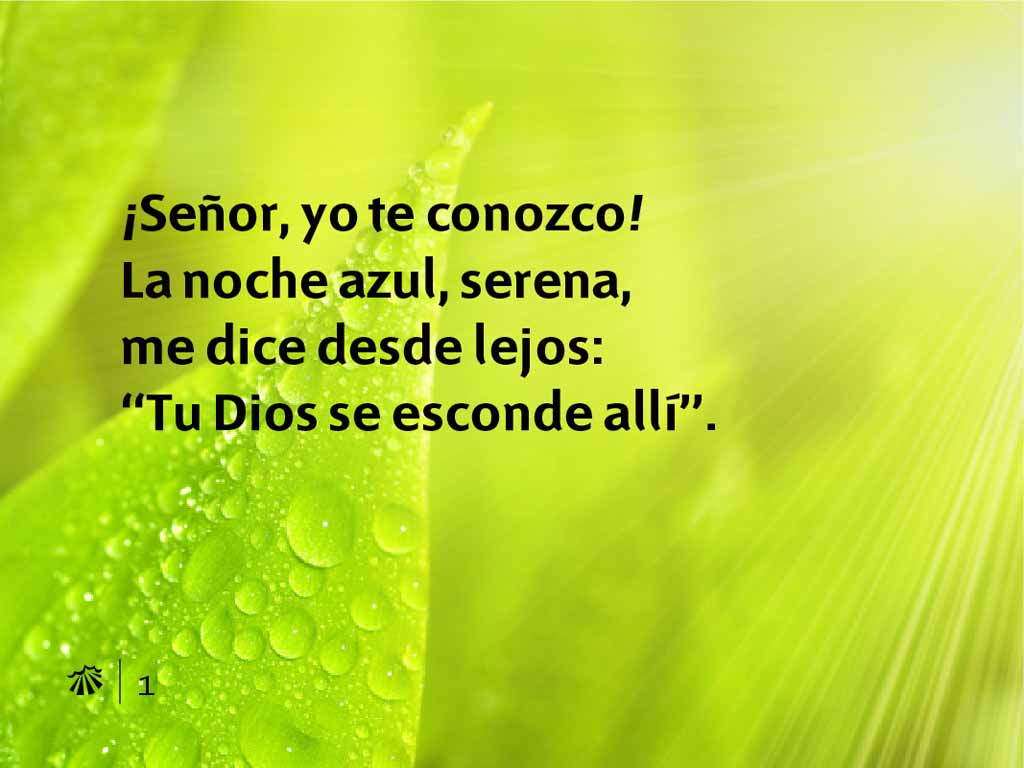 ¡Señor, yo te conozco!
La noche azul, serena,
me dice desde lejos:
“Tu Dios se esconde allí”.
1